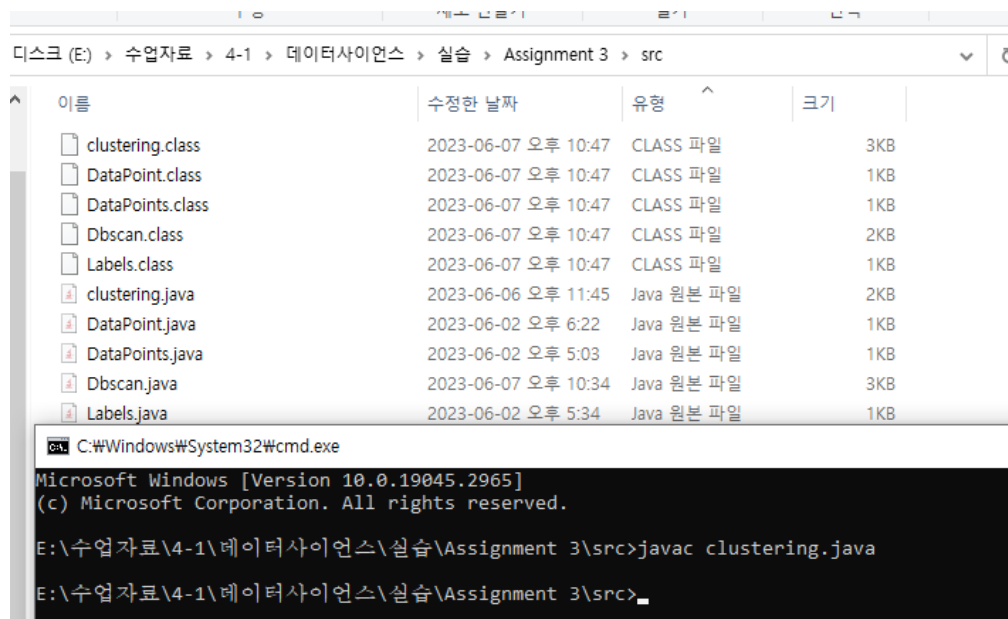 디스크 (E:) > 수업자료 > 4-1 > 데이터사이언스 > 실습 > Assignment 3 > src
이름 수정한 날짜 유형 크기
clustering.class 2023-06-07 오후 10:47 CLASS 파일 3KB
DataPoint.class 2023-06-07 오후 10:47 CLASS 파일 1KB
DataPoints.class 2023-06-07 오후 10:47 CLASS 파일 1KB
Dbscan.class 2023-06-07 오후 10:47 CLASS 파일 2KB
Labels.class 2023-06-07 오후 10:47 CLASS 파일 1KB
clustering.java 2023-06-06 오후 11:45 Java 원본 파일 2KB
DataPoint.java 2023-06-02 오후 6:22 Java 원본 파일 1KB
DataPoints.java 2023-06-02 오후 5:03 Java 원본 파일 1KB
Dbscan.java 2023-06-07 오후 10:34 Java 원본 파일 3KB
Labels.java 2023-06-02 오후 5:34 Java 원본 파일 1KB
C:₩Windows₩System32₩cmd.exe
Microsoft Windows [Version 10.0.19045.2965]
(c) Microsoft Corporation. All rights reserved.
E:\수업자료\4-1\데이터사이언스\실습\Assignment 3\src>javac clustering.java
E:\수업자료\4-1\데이터사이언스\실습\Assignment 3\src>